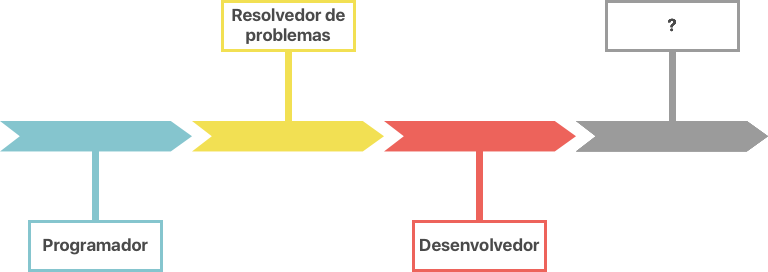 Resolvedor de
problemas
?
Programador
Desenvolvedor